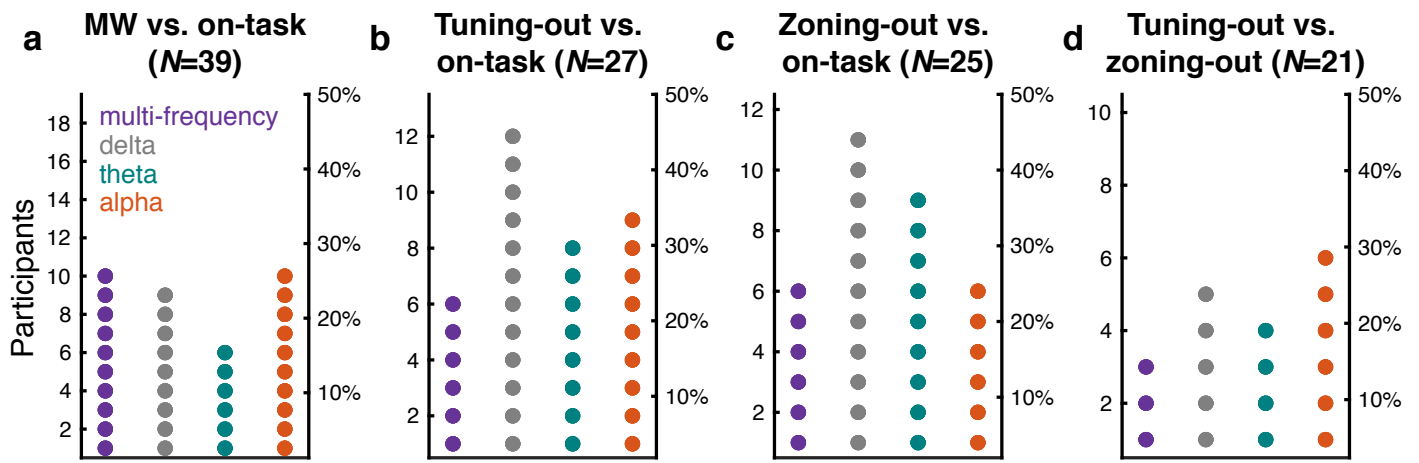 a
MW vs. on-task
(N=39)
Participants
18
16
14
12
10
8
6
4
2
multi-frequency
delta
theta
alpha
50%
40%
30%
20%
10%
b
Tuning-out vs.
on-task (N=27)
12
10
8
6
4
2
50%
40%
30%
20%
10%
c
Zoning-out vs.
on-task (N=25)
12
10
8
6
4
2
50%
40%
30%
20%
10%
d
Tuning-out vs.
zoning-out (N=21)
10
8
6
4
2
50%
40%
30%
20%
10%